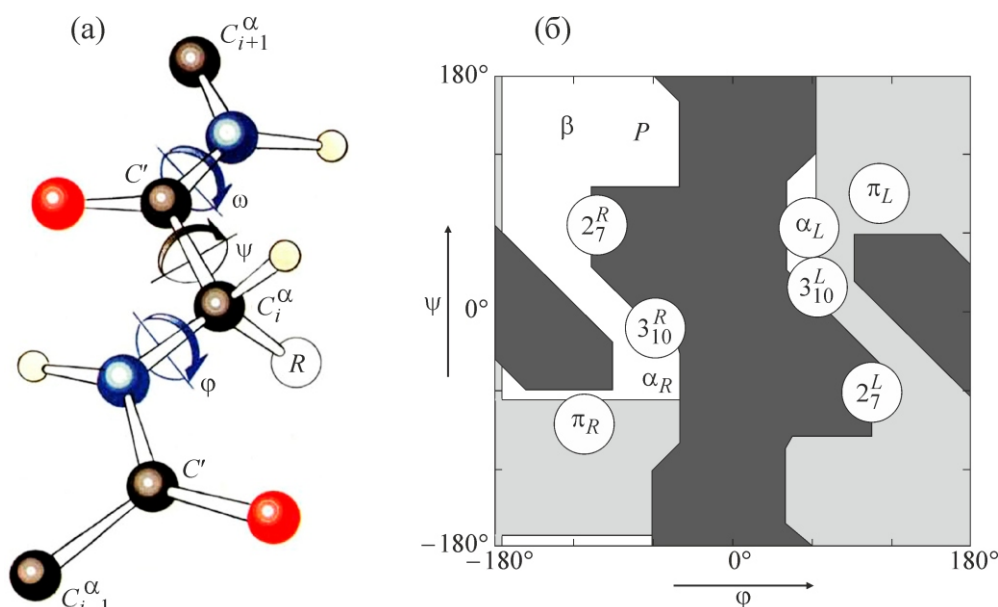 (а)
C^α_{i+1}
C′
ω
ψ
C^α_i
R
φ
C′
C^α_{i−1}
(б)
180°
β
P
π_L
2^R_7
α_L
3^L_10
ψ
0°
3^R_10
α_R
2^L_7
π_R
−180°
−180°
0°
180°
φ